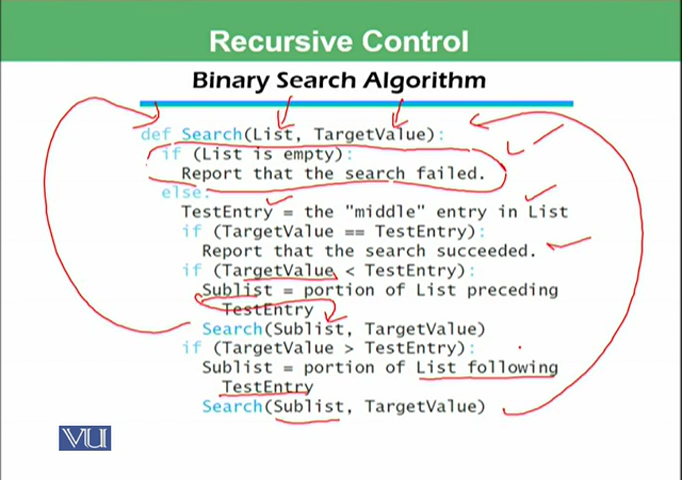 Recursive Control
Binary Search Algorithm
def Search(List, TargetValue):
if (List is empty):
Report that the search failed.
else:
TestEntry = the "middle" entry in List
if (TargetValue == TestEntry):
Report that the search succeeded.
if (TargetValue < TestEntry):
Sublist = portion of List preceding
TestEntry
Search(Sublist, TargetValue)
if (TargetValue > TestEntry):
Sublist = portion of List following
TestEntry
Search(Sublist, TargetValue)
VU